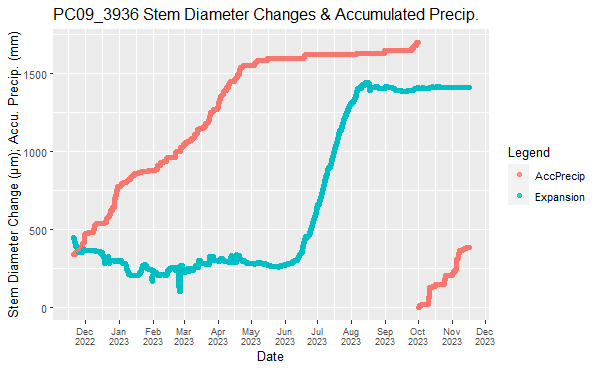 PC09_3936 Stem Diameter Changes & Accumulated Precip.
Stem Diameter Change (µm); Accu. Precip. (mm)
1500
1000
500
0
Dec Jan Feb Mar Apr May Jun Jul Aug Sep Oct Nov Dec
2022 2023 2023 2023 2023 2023 2023 2023 2023 2023 2023 2023 2023
Date
Legend
AccPrecip
Expansion